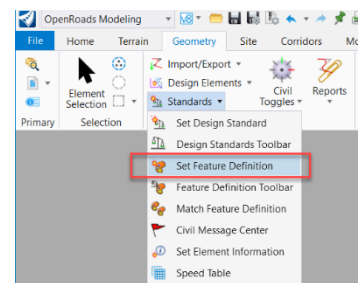 OpenRoads Modeling
File Home Terrain Geometry Site Corridors
Import/Export
Design Elements
Standards
Element
Selection
Civil
Toggles
Reports
Primary Selection
Set Design Standard
Design Standards Toolbar
Set Feature Definition
Feature Definition Toolbar
Match Feature Definition
Civil Message Center
Set Element Information
Speed Table